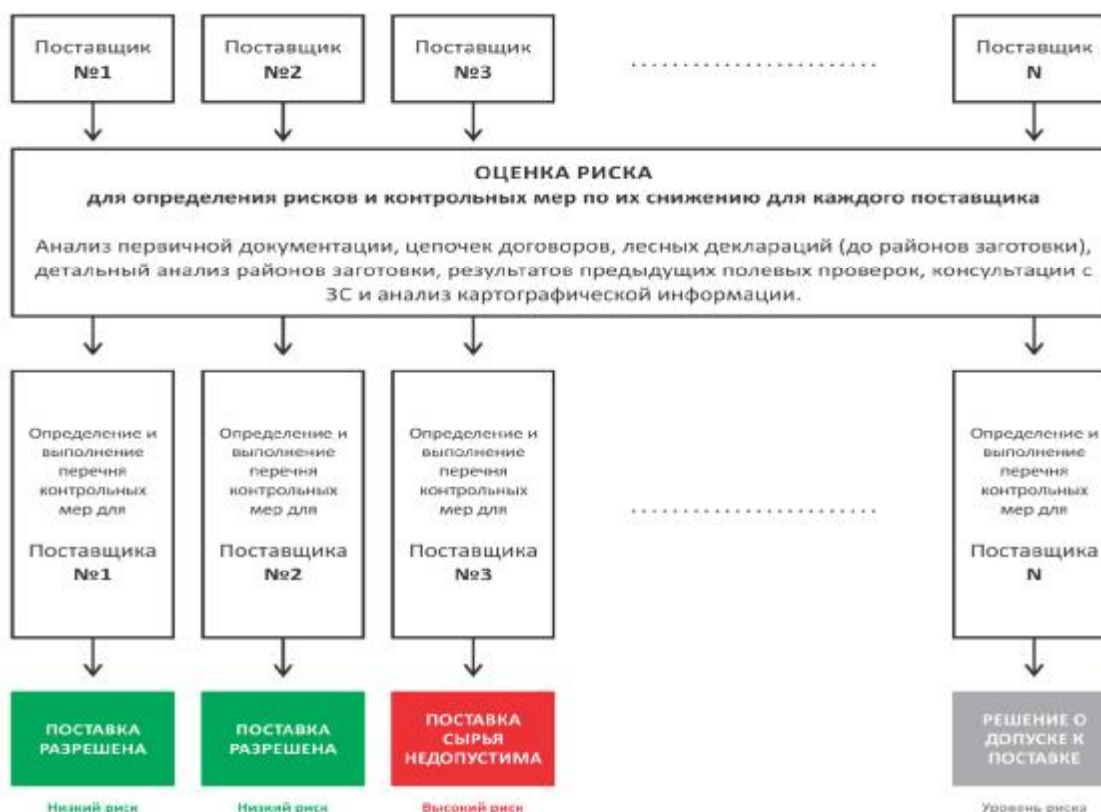 Поставщик
№1
Поставщик
№2
Поставщик
№3
Поставщик
N
ОЦЕНКА РИСКА
для определения рисков и контрольных мер по их снижению для каждого поставщика
Анализ первичной документации, цепочек договоров, лесных деклараций (до районов заготовки),
детальный анализ районов заготовки, результатов предыдущих полевых проверок, консультации с
ЗС и анализ картографической информации.
Определение и
выполнение
перечня
контрольных
мер для
Поставщика
№1
Определение и
выполнение
перечня
контрольных
мер для
Поставщика
№2
Определение и
выполнение
перечня
контрольных
мер для
Поставщика
№3
Определение и
выполнение
перечня
контрольных
мер для
Поставщика
N
ПОСТАВКА
РАЗРЕШЕНА
ПОСТАВКА
РАЗРЕШЕНА
ПОСТАВКА
СЫРЬЯ
НЕДОПУСТИМА
РЕШЕНИЕ О
ДОПУСКЕ К
ПОСТАВКЕ
Низкий риск
Низкий риск
Высокий риск
Уровень риска